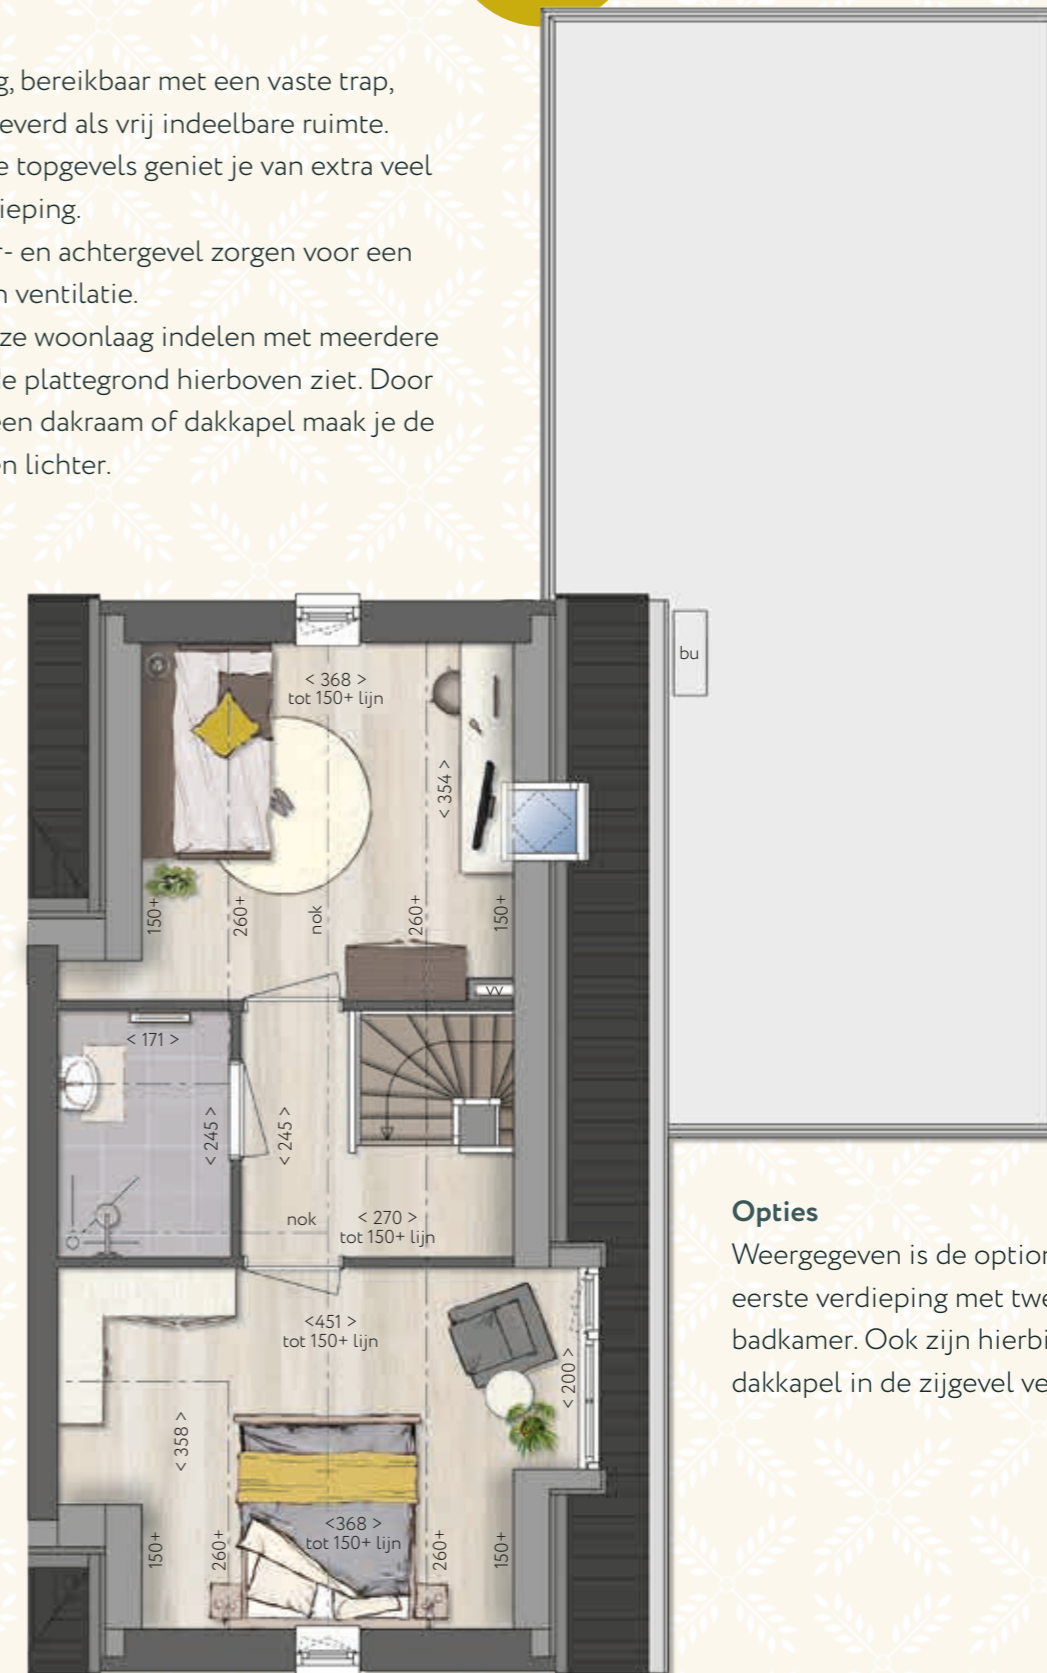 g, bereikbaar met een vaste trap,
everd als vrij indeelbare ruimte.
e topgevels geniet je van extra veel
ieping.
r- en achtergevel zorgen voor een
n ventilatie.
ze woonlaag indelen met meerdere
le plattegrond hierboven ziet. Door
een dakraam of dakkapel maak je de
en lichter.
bu
< 368 >
tot 150+ lijn
< 354 >
150+
260+
nok
260+
150+
VV
< 171 >
< 245 >
< 245 >
nok
< 270 >
tot 150+ lijn
<451 >
tot 150+ lijn
< 200 >
< 358 >
<368 >
tot 150+ lijn
150+
260+
260+
150+
Opties
Weergegeven is de option
eerste verdieping met twe
badkamer. Ook zijn hierbi
dakkapel in de zijgevel ve